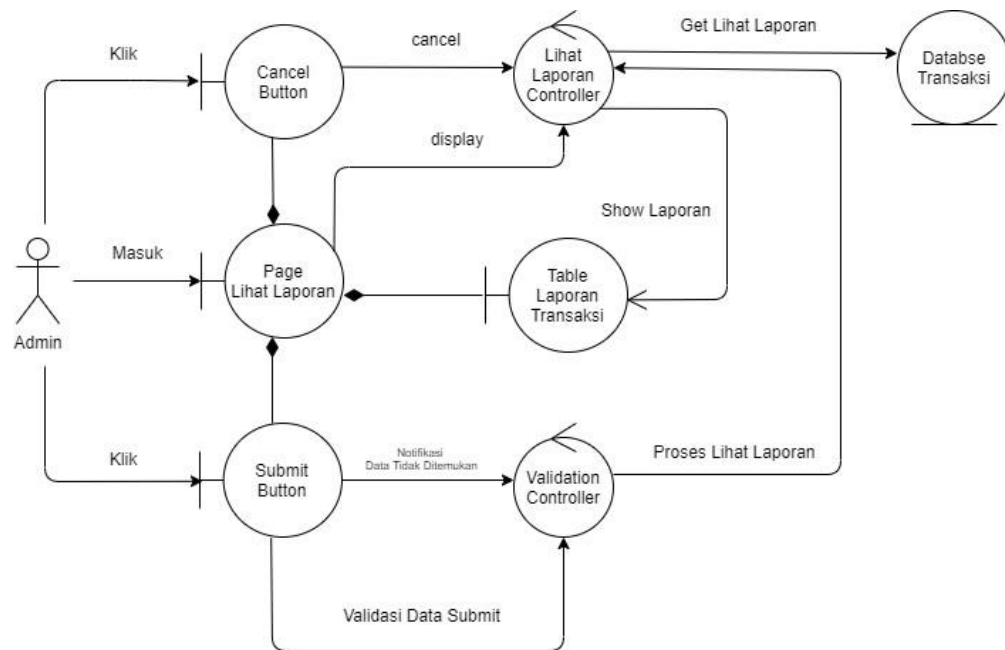 Klik
Cancel
Button
cancel
Lihat
Laporan
Controller
Get Lihat Laporan
Databse
Transaksi
display
Show Laporan
Masuk
Page
Lihat Laporan
Table
Laporan
Transaksi
Admin
Klik
Submit
Button
Notifikasi
Data Tidak Ditemukan
Validation
Controller
Proses Lihat Laporan
Validasi Data Submit